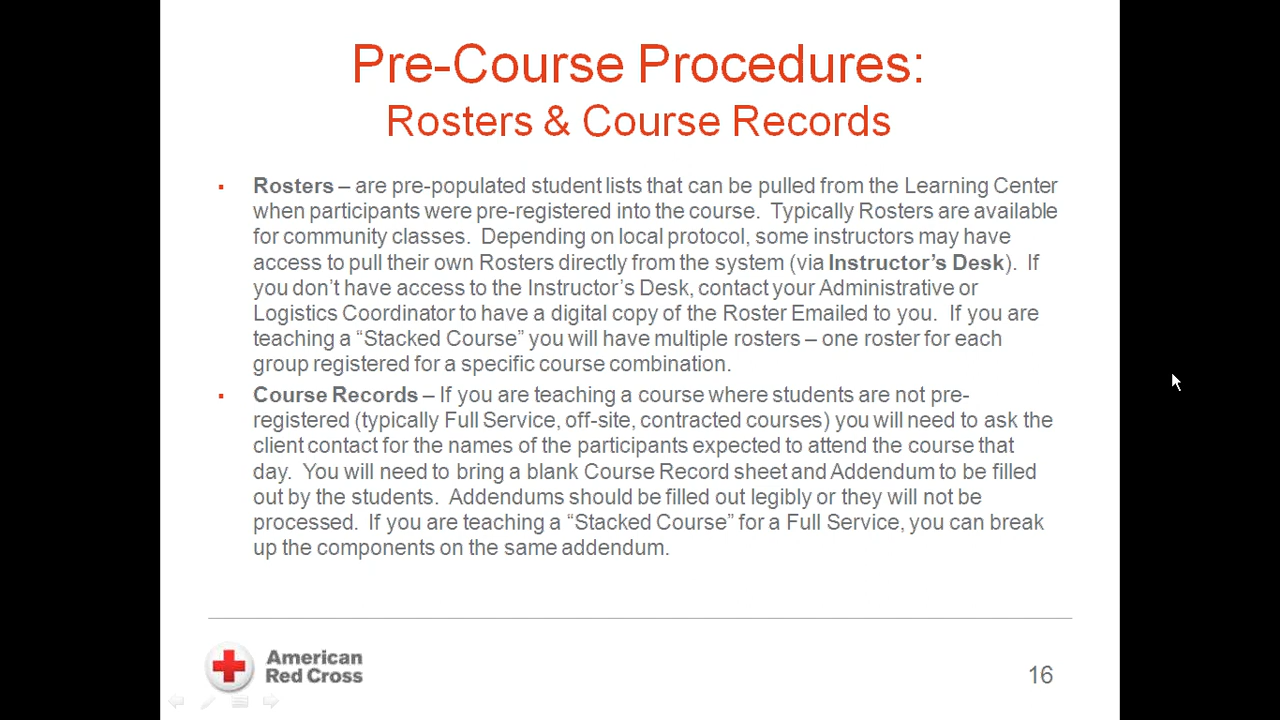 Pre-Course Procedures:
Rosters & Course Records
▪ Rosters – are pre-populated student lists that can be pulled from the Learning Center
when participants were pre-registered into the course.  Typically Rosters are available
for community classes.  Depending on local protocol, some instructors may have
access to pull their own Rosters directly from the system (via Instructor’s Desk).  If
you don’t have access to the Instructor’s Desk, contact your Administrative or
Logistics Coordinator to have a digital copy of the Roster Emailed to you.  If you are
teaching a “Stacked Course” you will have multiple rosters – one roster for each
group registered for a specific course combination.
▪ Course Records – If you are teaching a course where students are not pre-
registered (typically Full Service, off-site, contracted courses) you will need to ask the
client contact for the names of the participants expected to attend the course that
day.  You will need to bring a blank Course Record sheet and Addendum to be filled
out by the students.  Addendums should be filled out legibly or they will not be
processed.  If you are teaching a “Stacked Course” for a Full Service, you can break
up the components on the same addendum.
American
Red Cross
16